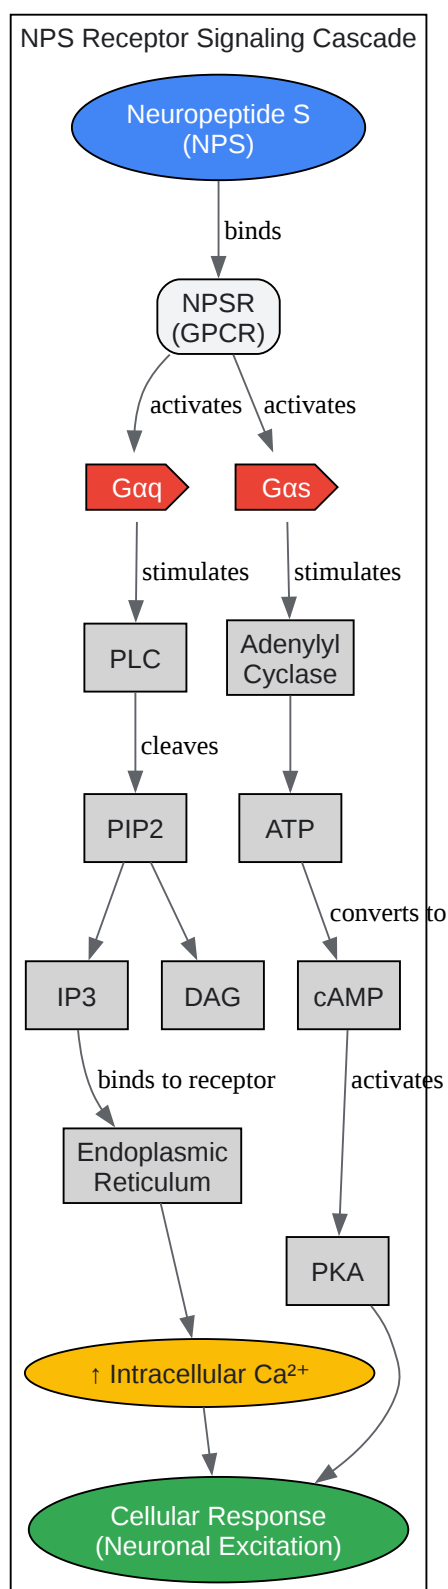 NPS Receptor Signaling Cascade
Neuropeptide S
(NPS)
binds
NPSR
(GPCR)
activates
activates
Gαq
Gαs
stimulates
stimulates
PLC
Adenylyl
Cyclase
cleaves
PIP2
ATP
converts to
IP3
DAG
cAMP
binds to receptor
activates
Endoplasmic
Reticulum
PKA
↑ Intracellular Ca²⁺
Cellular Response
(Neuronal Excitation)